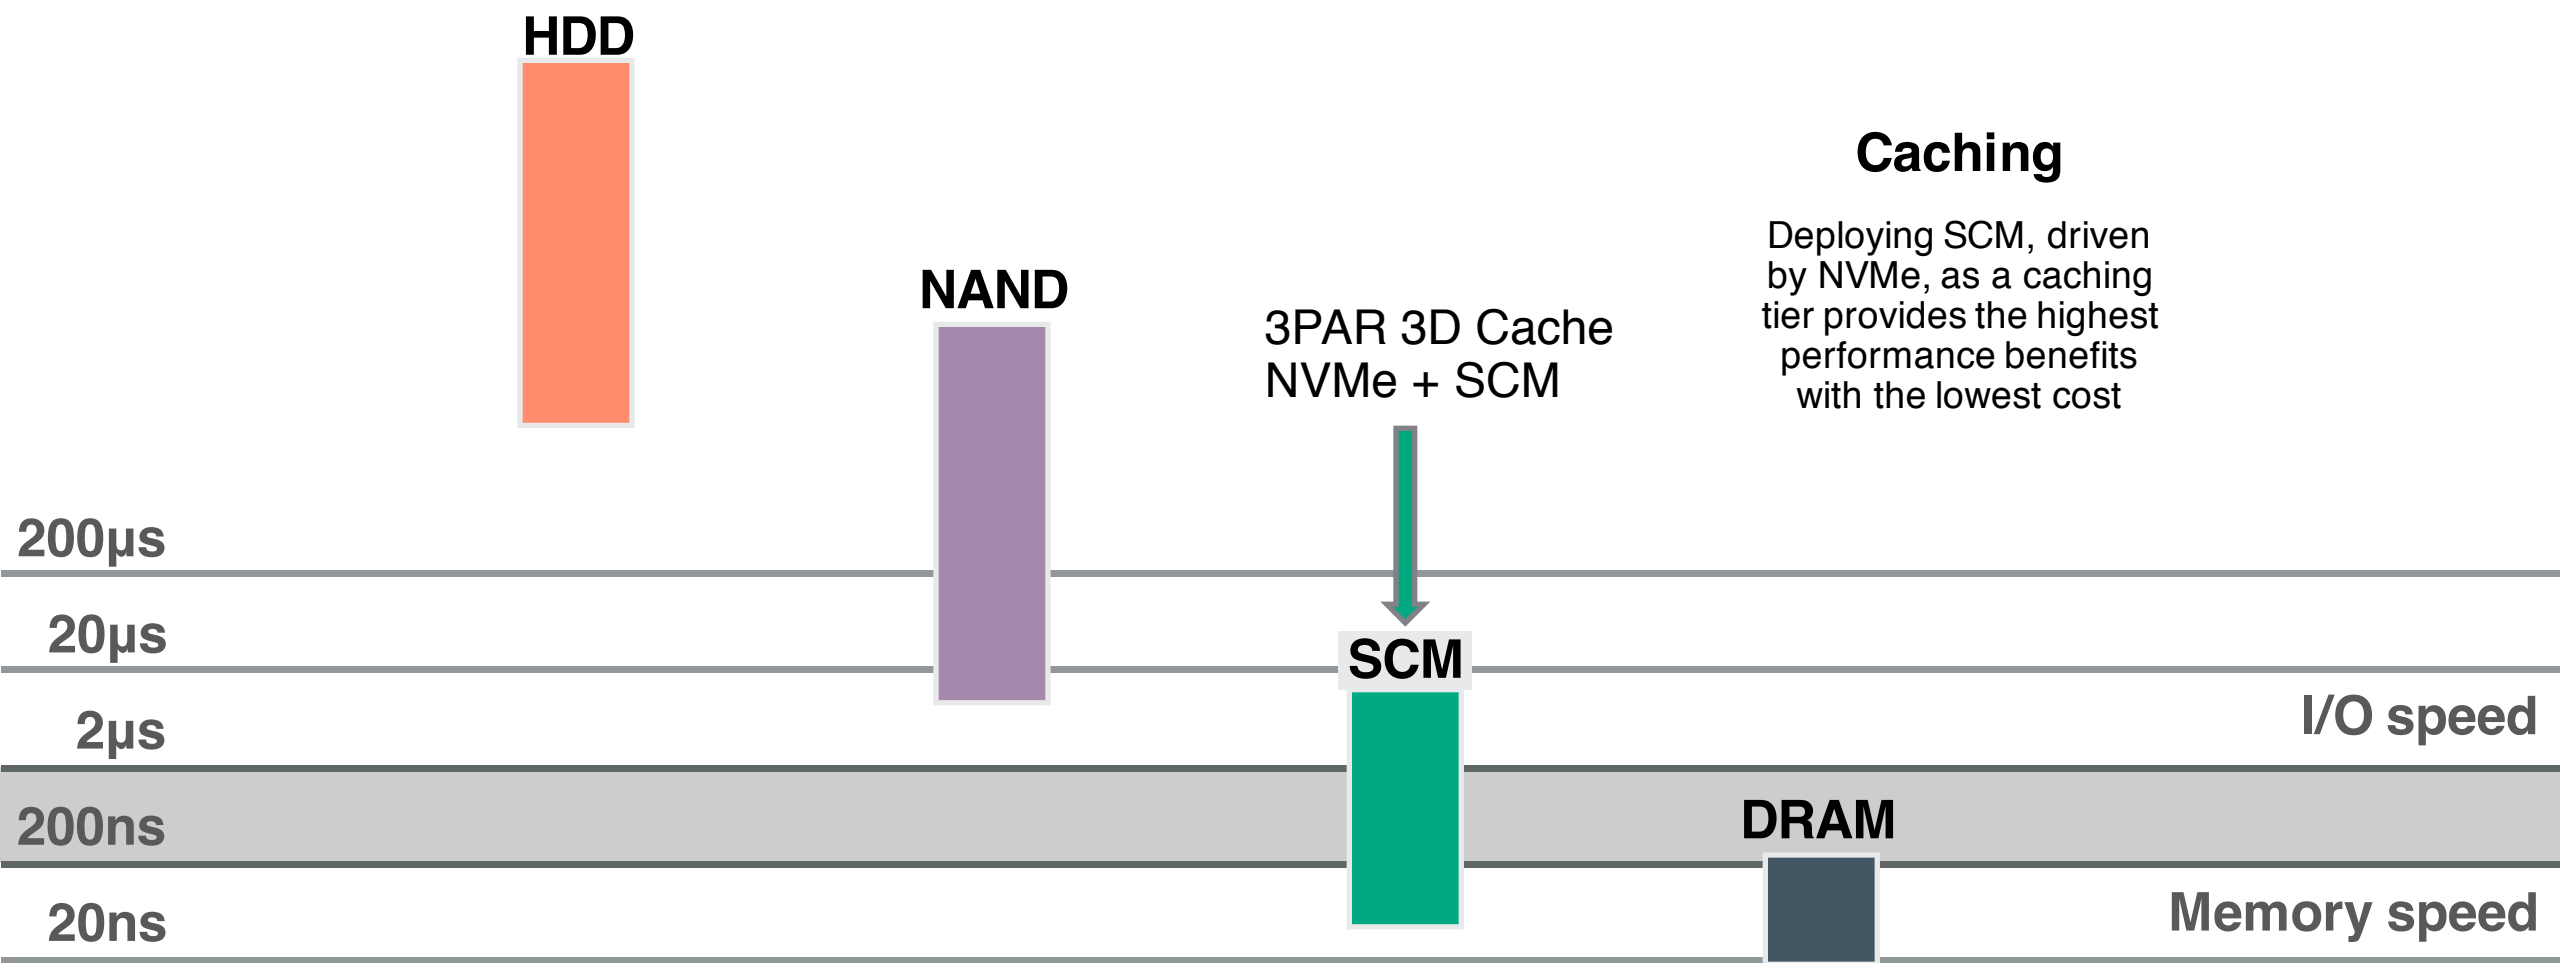 HDD
Caching
Deploying SCM, driven
by NVMe, as a caching
tier provides the highest
performance benefits
with the lowest cost
NAND
3PAR 3D Cache
NVMe + SCM
200µs
20µs
SCM
2µs
I/O speed
200ns
DRAM
20ns
Memory speed